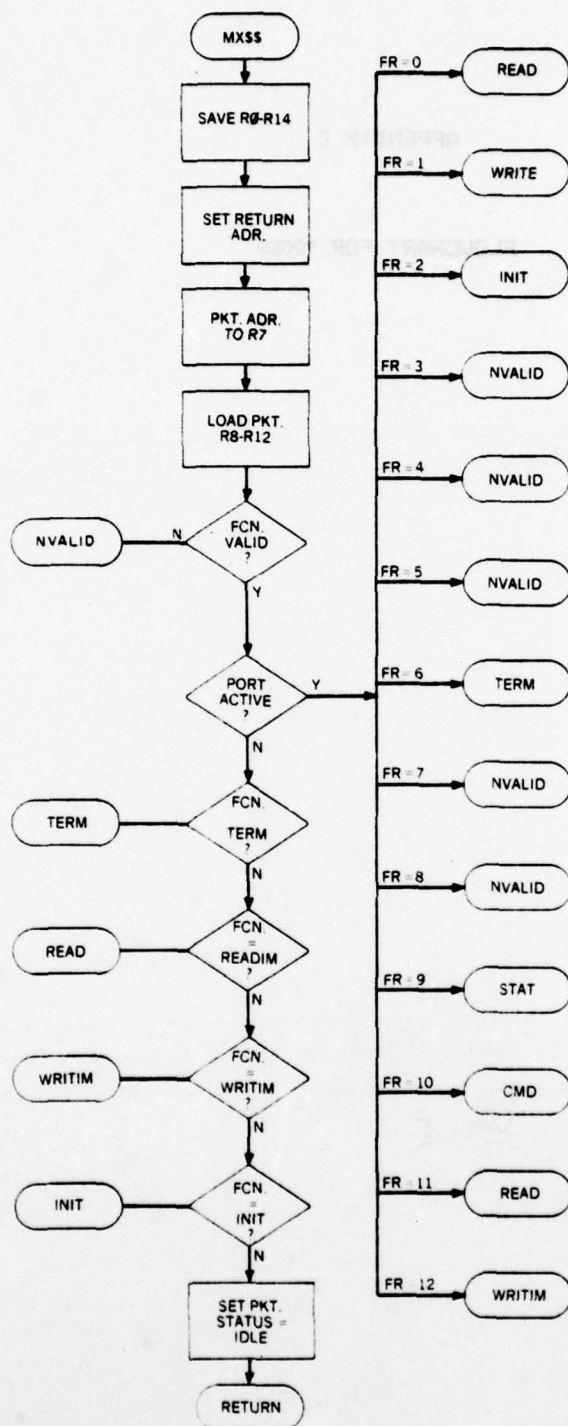 MX$$
SAVE RØ-R14
SET RETURN
ADR.
PKT. ADR.
TO R7
LOAD PKT.
R8-R12
FCN.
VALID
?
N
NVALID
Y
PORT
ACTIVE
?
Y
N
FCN.
TERM
?
TERM
N
FCN.
=
READIM
?
READ
N
FCN.
=
WRITIM
?
WRITIM
N
FCN.
=
INIT
?
INIT
N
SET PKT.
STATUS =
IDLE
RETURN
FR = 0
READ
FR = 1
WRITE
FR = 2
INIT
FR = 3
NVALID
FR = 4
NVALID
FR = 5
NVALID
FR = 6
TERM
FR = 7
NVALID
FR = 8
NVALID
FR = 9
STAT
FR = 10
CMD
FR = 11
READ
FR = 12
WRITIM